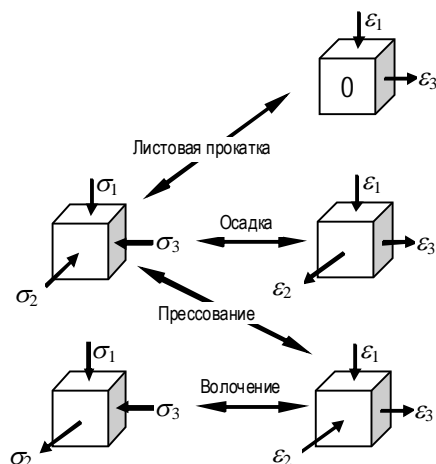 ε1
0
ε3
Листовая прокатка
σ1
ε1
σ3
Осадка
ε3
σ2
ε2
Прессование
σ1
ε1
σ3
Волочение
ε3
σ2
ε2